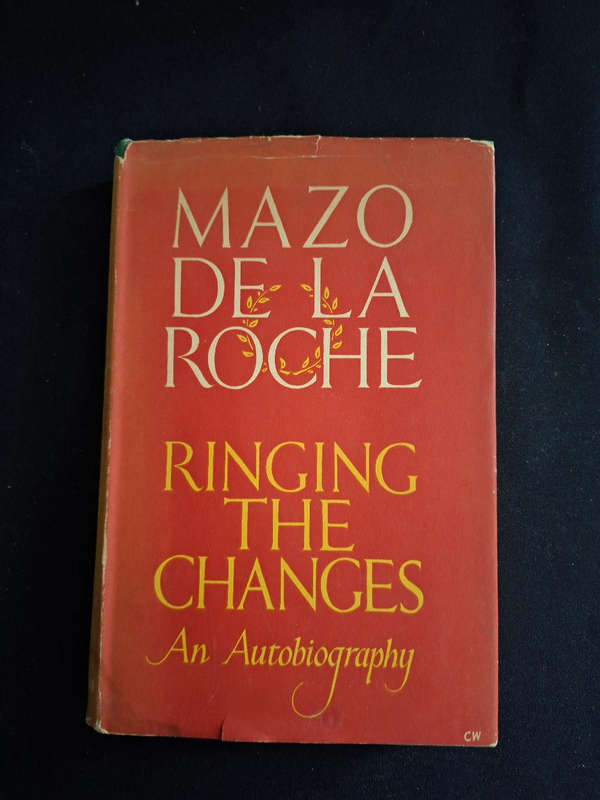 MAZO
DE LA
ROCHE
RINGING
THE
CHANGES
An Autobiography
CW